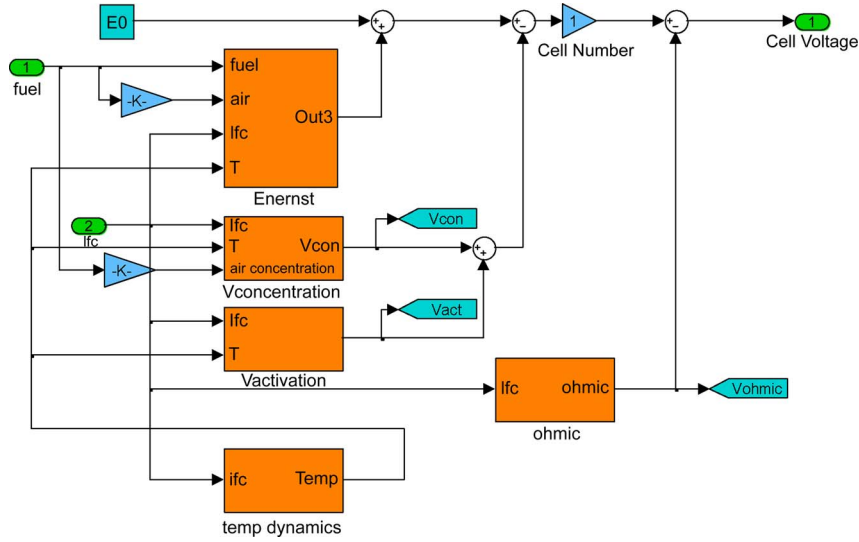 E0
+
+
+
−
1
Cell Number
+
−
1
Cell Voltage
1
fuel
-K-
fuel
air
Ifc
T
Out3
Enernst
2
Ifc
-K-
Ifc
T
air concentration
Vcon
Vconcentration
Vcon
+
+
Ifc
T
Vactivation
Vact
Ifc
ohmic
ohmic
Vohmic
ifc
Temp
temp dynamics